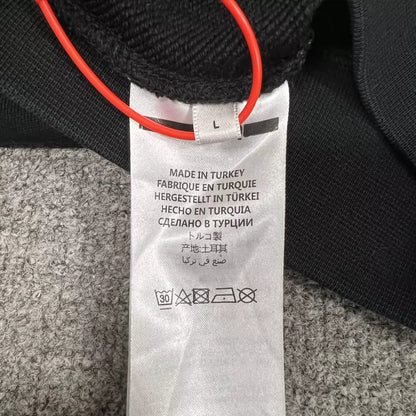 L
MADE IN TURKEY
FABRIQUE EN TURQUIE
HERGESTELLT IN TÜRKEI
HECHO EN TURQUIA
СДЕЛАНО В ТУРЦИИ
トルコ製
产地:土耳其
صنع في تركيا
30